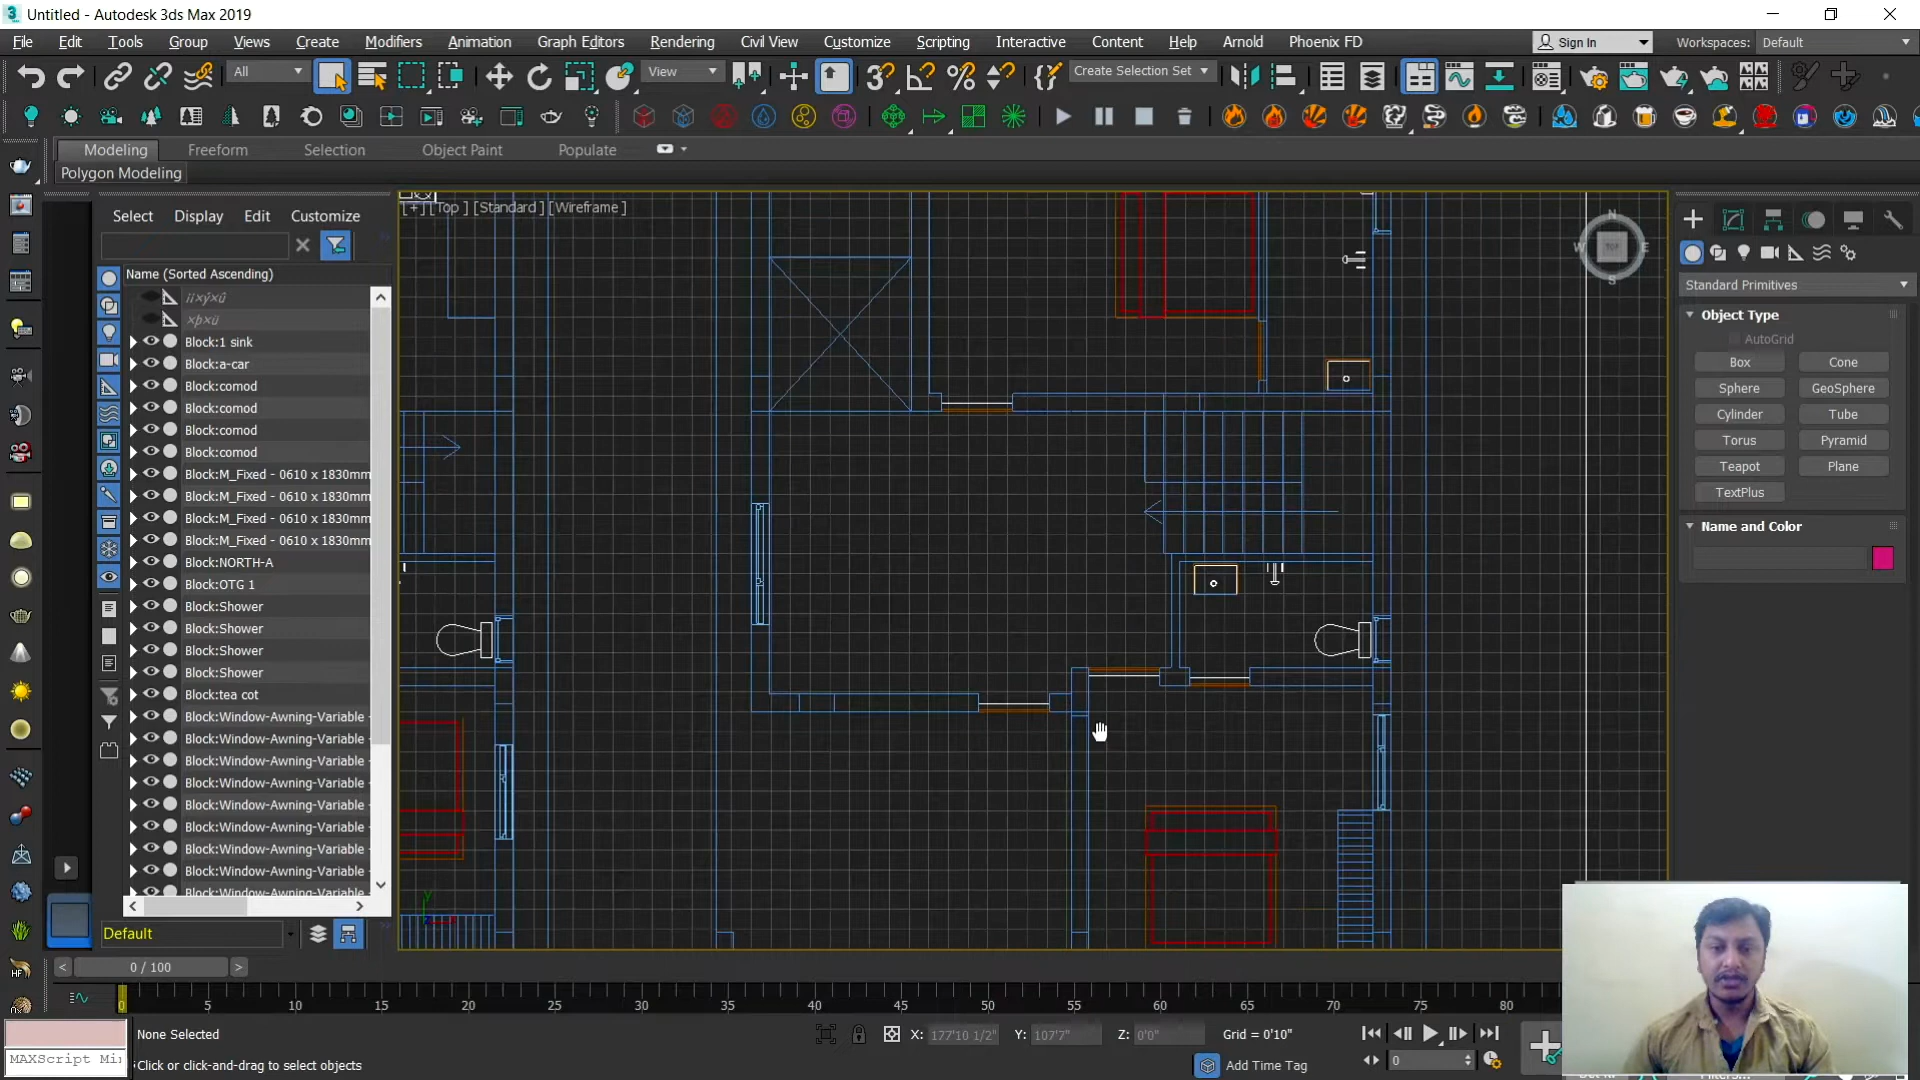 Untitled - Autodesk 3ds Max 2019
File Edit Tools Group Views Create Modifiers Animation Graph Editors Rendering Civil View Customize Scripting Interactive Content Help Arnold Phoenix FD Sign In Workspaces: Default
All View Create Selection Set
Modeling Freeform Selection Object Paint Populate
Polygon Modeling
Select Display Edit Customize
Name (Sorted Ascending)
Block:1 sink
Block:a-car
Block:comod
Block:comod
Block:comod
Block:comod
Block:M_Fixed - 0610 x 1830mm
Block:M_Fixed - 0610 x 1830mm
Block:M_Fixed - 0610 x 1830mm
Block:M_Fixed - 0610 x 1830mm
Block:NORTH-A
Block:OTG 1
Block:Shower
Block:Shower
Block:Shower
Block:Shower
Block:tea cot
Block:Window-Awning-Variable
Block:Window-Awning-Variable
Block:Window-Awning-Variable
Block:Window-Awning-Variable
Block:Window-Awning-Variable
Block:Window-Awning-Variable
Block:Window-Awning-Variable
Block:Window-Awning-Variable
Block:Window-Awning-Variable
Default
[+] [Top ] [Standard ] [Wireframe ]
N
W TOP E
S
Y
Standard Primitives
Object Type
AutoGrid
Box Cone
Sphere GeoSphere
Cylinder Tube
Torus Pyramid
Teapot Plane
TextPlus
Name and Color
< 0 / 100 >
0 5 10 15 20 25 30 35 40 45 50 55 60 65 70 75 80
None Selected X: 177'10 1/2" Y: 107'7" Z: 0'0" Grid = 0'10"
MAXScript Mi
Click or click-and-drag to select objects Add Time Tag 0